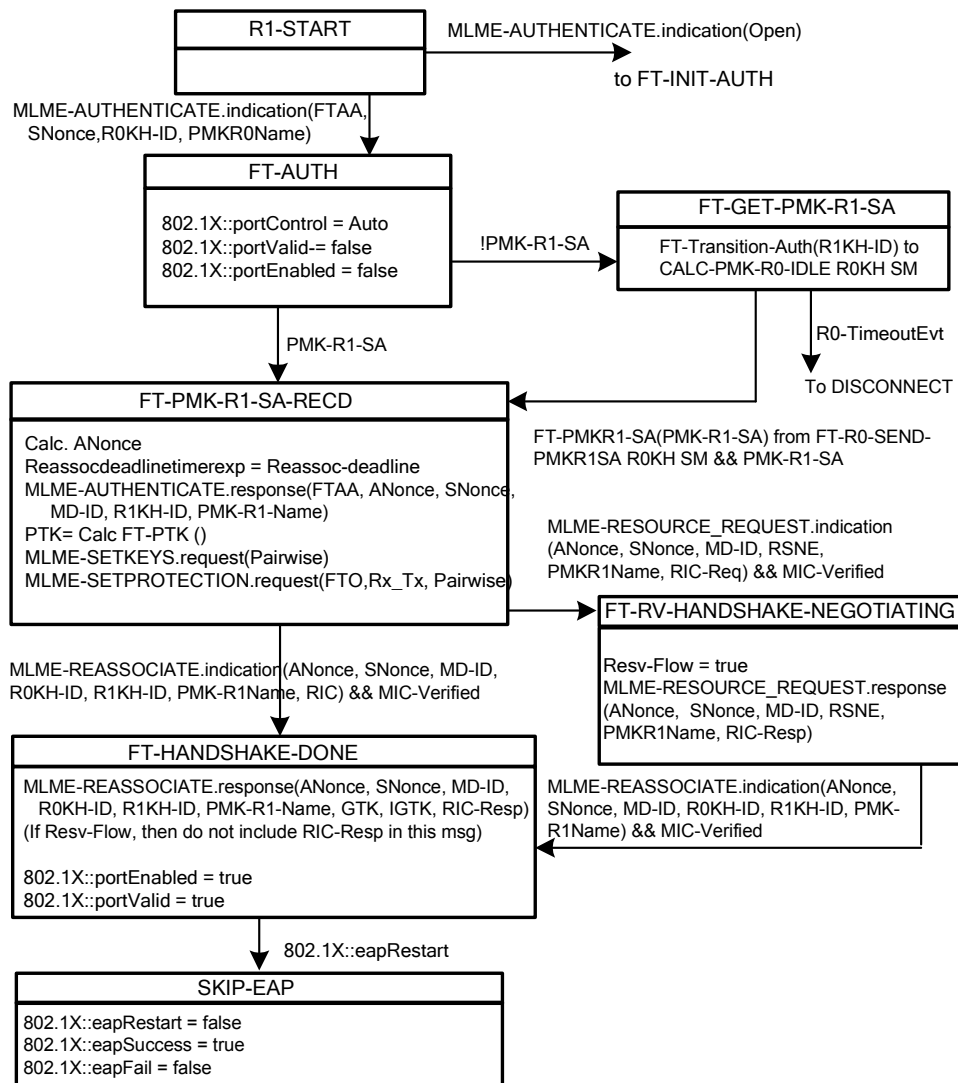 R1-START
MLME-AUTHENTICATE.indication(Open)
to FT-INIT-AUTH
MLME-AUTHENTICATE.indication(FTAA,
SNonce,R0KH-ID, PMKR0Name)
FT-AUTH
802.1X::portControl = Auto
802.1X::portValid-= false
802.1X::portEnabled = false
!PMK-R1-SA
FT-GET-PMK-R1-SA
FT-Transition-Auth(R1KH-ID) to
CALC-PMK-R0-IDLE R0KH SM
PMK-R1-SA
R0-TimeoutEvt
To DISCONNECT
FT-PMKR1-SA(PMK-R1-SA) from FT-R0-SEND-
PMKR1SA R0KH SM && PMK-R1-SA
FT-PMK-R1-SA-RECD
Calc. ANonce
Reassocdeadlinetimerexp = Reassoc-deadline
MLME-AUTHENTICATE.response(FTAA, ANonce, SNonce,
MD-ID, R1KH-ID, PMK-R1-Name)
PTK= Calc FT-PTK ()
MLME-SETKEYS.request(Pairwise)
MLME-SETPROTECTION.request(FTO,Rx_Tx, Pairwise)
MLME-RESOURCE_REQUEST.indication
(ANonce, SNonce, MD-ID, RSNE,
PMKR1Name, RIC-Req) && MIC-Verified
FT-RV-HANDSHAKE-NEGOTIATING
Resv-Flow = true
MLME-RESOURCE_REQUEST.response
(ANonce, SNonce, MD-ID, RSNE,
PMKR1Name, RIC-Resp)
MLME-REASSOCIATE.indication(ANonce, SNonce, MD-ID,
R0KH-ID, R1KH-ID, PMK-R1Name, RIC) && MIC-Verified
MLME-REASSOCIATE.indication(ANonce,
SNonce, MD-ID, R0KH-ID, R1KH-ID, PMK-
R1Name) && MIC-Verified
FT-HANDSHAKE-DONE
MLME-REASSOCIATE.response(ANonce, SNonce, MD-ID,
R0KH-ID, R1KH-ID, PMK-R1-Name, GTK, IGTK, RIC-Resp)
(If Resv-Flow, then do not include RIC-Resp in this msg)
802.1X::portEnabled = true
802.1X::portValid = true
802.1X::eapRestart
SKIP-EAP
802.1X::eapRestart = false
802.1X::eapSuccess = true
802.1X::eapFail = false